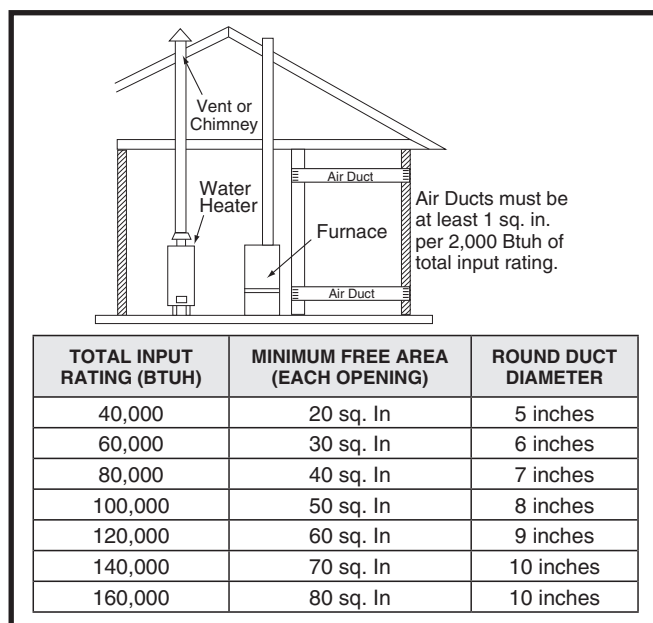 Vent or
Chimney
Water
Heater
Furnace
Air Duct
Air Duct
Air Ducts must be
at least 1 sq. in.
per 2,000 Btuh of
total input rating.
TOTAL INPUT RATING (BTUH) MINIMUM FREE AREA (EACH OPENING) ROUND DUCT DIAMETER
40,000 20 sq. In 5 inches
60,000 30 sq. In 6 inches
80,000 40 sq. In 7 inches
100,000 50 sq. In 8 inches
120,000 60 sq. In 9 inches
140,000 70 sq. In 10 inches
160,000 80 sq. In 10 inches